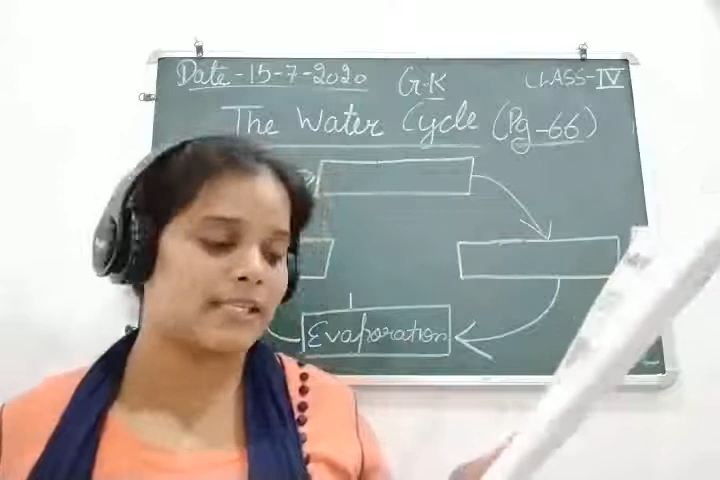 Date-15-7-2020 G.K CLASS-IV
The Water Cycle (Pg-66)
Evaporation